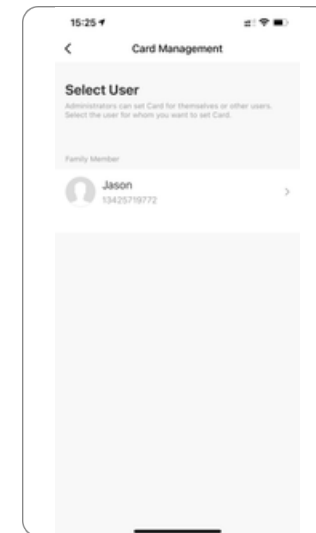 15:25
Card Management
Select User
Administrators can set Card for themselves or other users.
Select the user for whom you want to set Card.
Family Member
Jason
13425719772